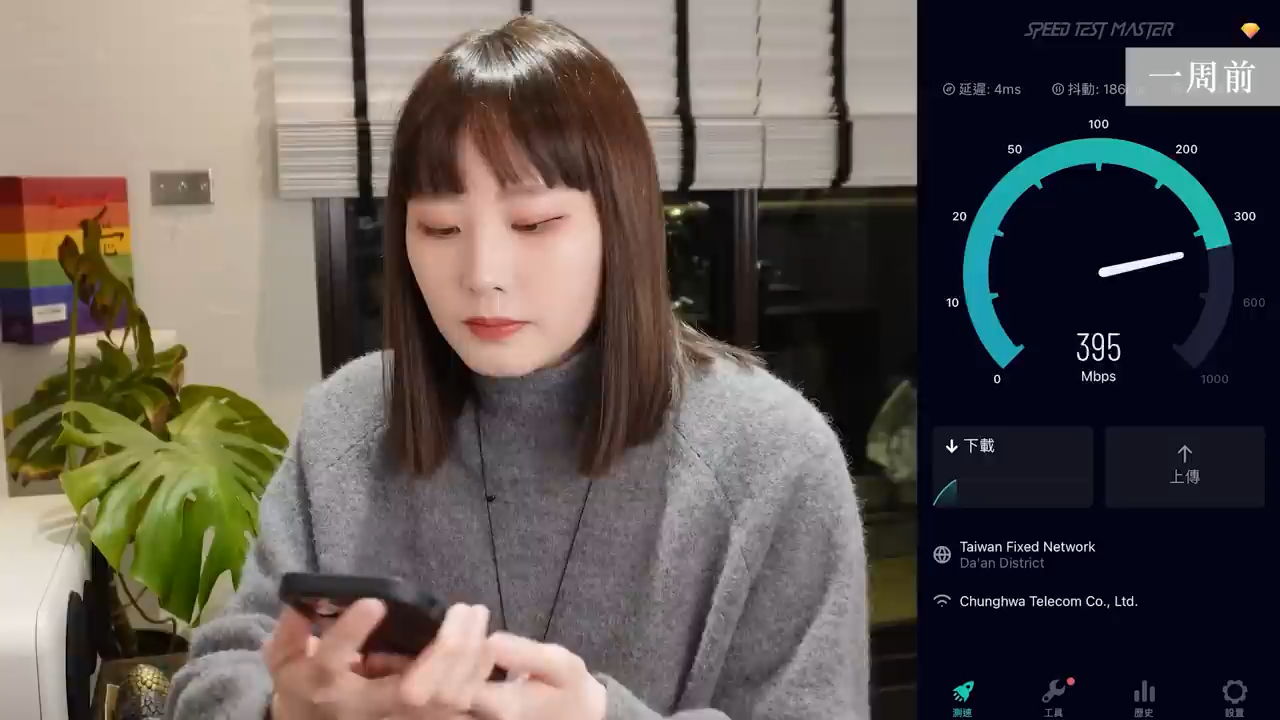 SPEED TEST MASTER
一周前
延遲: 4ms
抖動: 186
100
50
200
20
300
10
600
395
Mbps
0
1000
下載
上傳
Taiwan Fixed Network
Da'an District
Chunghwa Telecom Co., Ltd.
測速
工具
歷史
設置